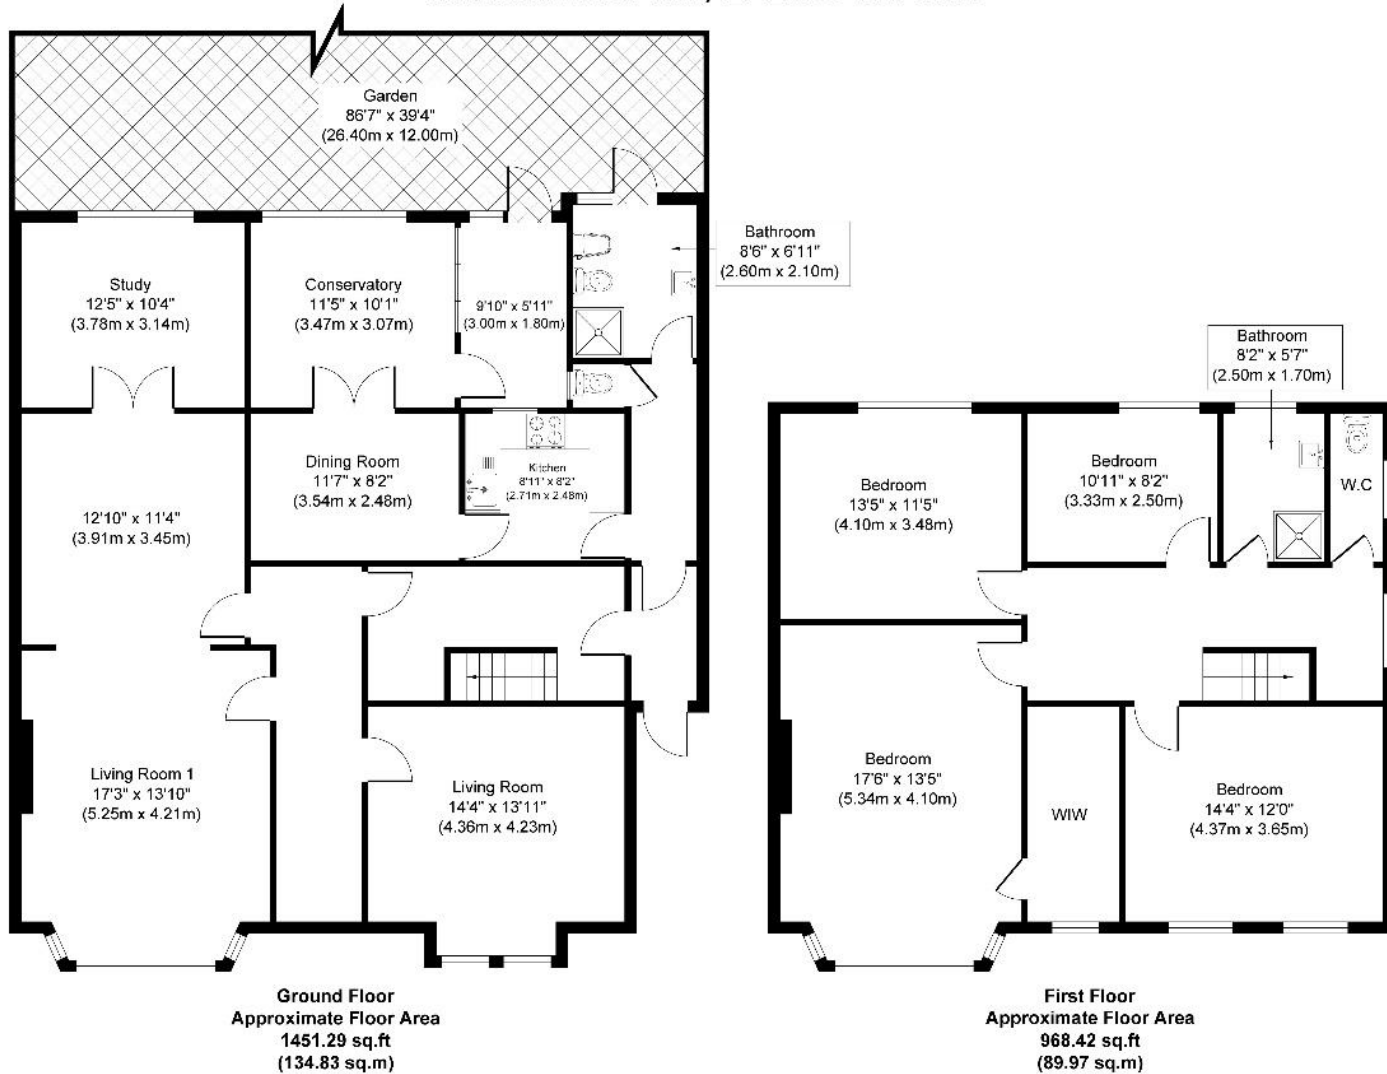 Garden
86'7" x 39'4"
(26.40m x 12.00m)
Bathroom
8'6" x 6'11"
(2.60m x 2.10m)
Study
12'5" x 10'4"
(3.78m x 3.14m)
Conservatory
11'5" x 10'1"
(3.47m x 3.07m)
9'10" x 5'11"
(3.00m x 1.80m)
Bathroom
8'2" x 5'7"
(2.50m x 1.70m)
12'10" x 11'4"
(3.91m x 3.45m)
Dining Room
11'7" x 8'2"
(3.54m x 2.48m)
Kitchen
8'11" x 8'2"
(2.71m x 2.48m)
Bedroom
13'5" x 11'5"
(4.10m x 3.48m)
Bedroom
10'11" x 8'2"
(3.33m x 2.50m)
W.C
Living Room 1
17'3" x 13'10"
(5.25m x 4.21m)
Living Room
14'4" x 13'11"
(4.36m x 4.23m)
Bedroom
17'6" x 13'5"
(5.34m x 4.10m)
WIW
Bedroom
14'4" x 12'0"
(4.37m x 3.65m)
Ground Floor
Approximate Floor Area
1451.29 sq.ft
(134.83 sq.m)
First Floor
Approximate Floor Area
968.42 sq.ft
(89.97 sq.m)